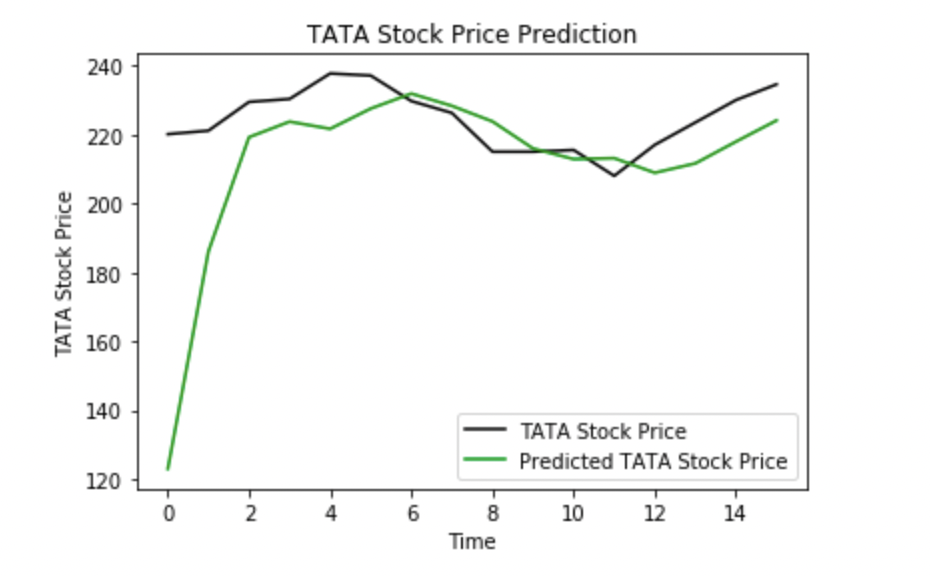 TATA Stock Price Prediction
TATA Stock Price
240
220
200
180
160
140
120
TATA Stock Price
Predicted TATA Stock Price
0 2 4 6 8 10 12 14
Time